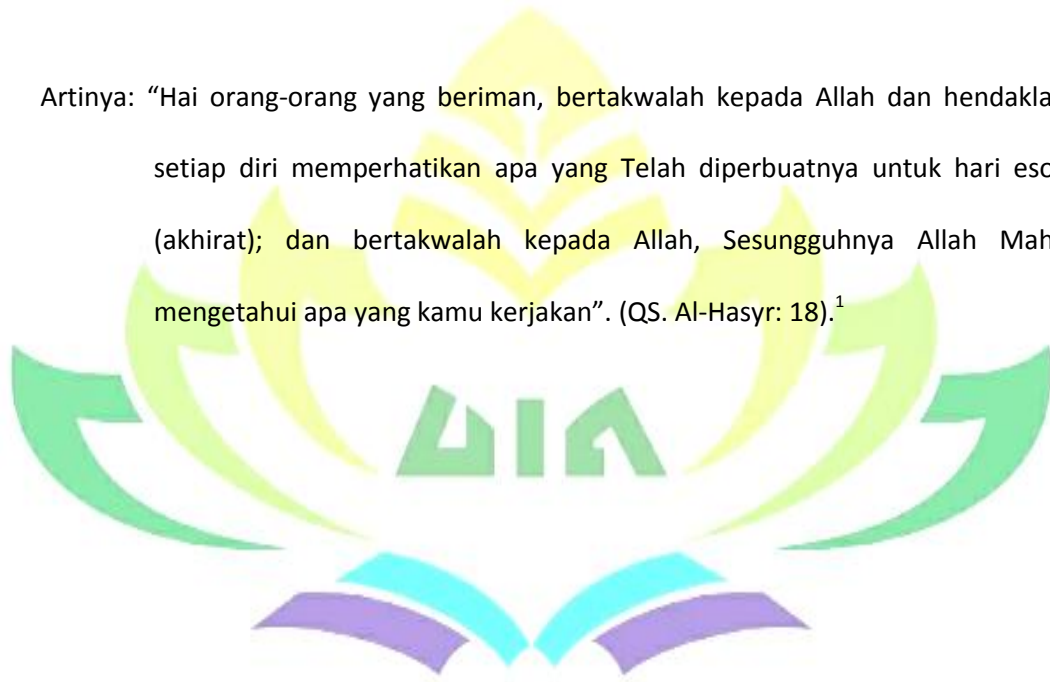 Artinya: “Hai orang-orang yang beriman, bertakwalah kepada Allah dan hendakla
setiap diri memperhatikan apa yang Telah diperbuatnya untuk hari eso
(akhirat); dan bertakwalah kepada Allah, Sesungguhnya Allah Mah
mengetahui apa yang kamu kerjakan”. (QS. Al-Hasyr: 18).¹